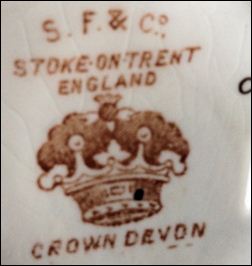 S. F. & Co.,
STOKE-ON-TRENT
ENGLAND
CROWN DEVON